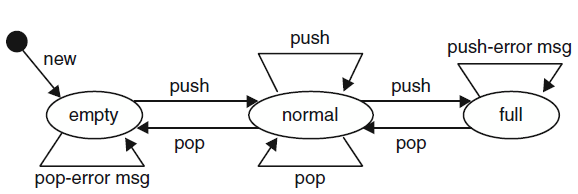 push
push-error msg
new
push
push
empty
normal
full
pop
pop
pop-error msg
pop